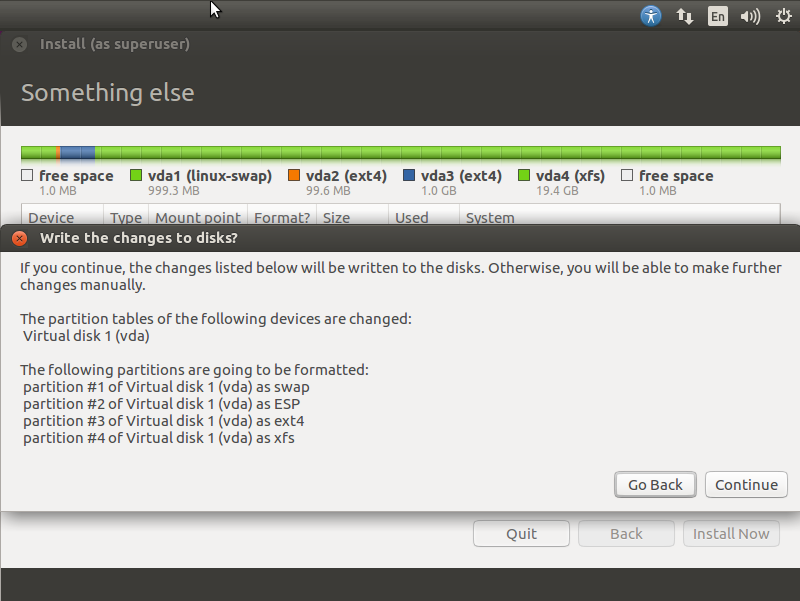 En
Install (as superuser)
Something else
free space vda1 (linux-swap) vda2 (ext4) vda3 (ext4) vda4 (xfs) free space
1.0 MB 999.3 MB 99.6 MB 1.0 GB 19.4 GB 1.0 MB
Device Type Mount point Format? Size Used System
Write the changes to disks?
If you continue, the changes listed below will be written to the disks. Otherwise, you will be able to make further
changes manually.
The partition tables of the following devices are changed:
Virtual disk 1 (vda)
The following partitions are going to be formatted:
partition #1 of Virtual disk 1 (vda) as swap
partition #2 of Virtual disk 1 (vda) as ESP
partition #3 of Virtual disk 1 (vda) as ext4
partition #4 of Virtual disk 1 (vda) as xfs
Go Back Continue
Quit Back Install Now